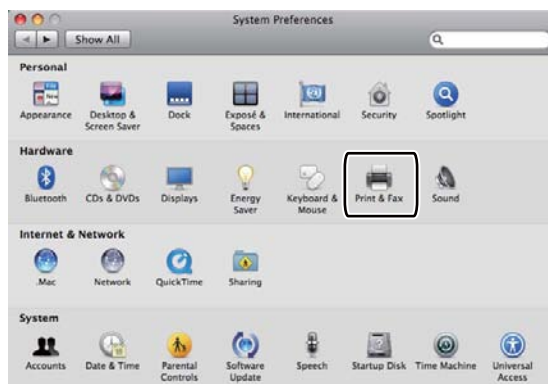 System Preferences
Show All
Personal
Appearance
Desktop & Screen Saver
Dock
Exposé & Spaces
International
Security
Spotlight
Hardware
Bluetooth
CDs & DVDs
Displays
Energy Saver
Keyboard & Mouse
Print & Fax
Sound
Internet & Network
.Mac
Network
QuickTime
Sharing
System
Accounts
Date & Time
Parental Controls
Software Update
Speech
Startup Disk
Time Machine
Universal Access